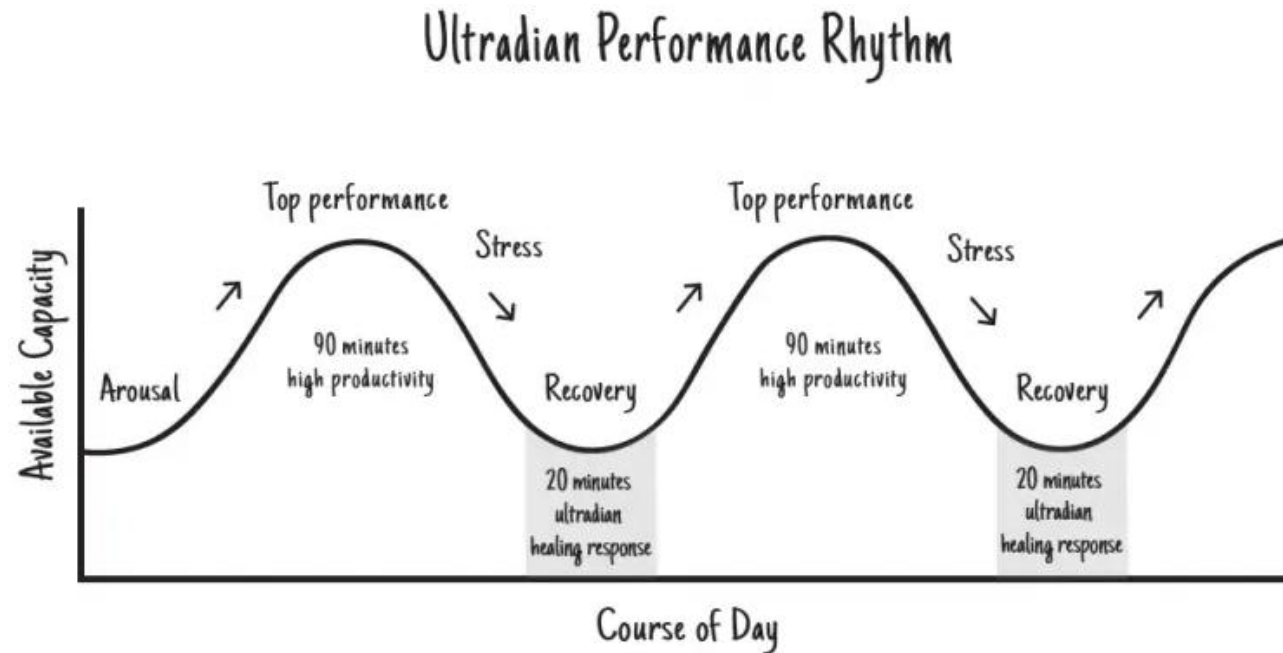 Ultradian Performance Rhythm
Top performance
Top performance
Stress
Stress
90 minutes
high productivity
90 minutes
high productivity
Arousal
Recovery
Recovery
Available Capacity
20 minutes
ultradian
healing response
20 minutes
ultradian
healing response
Course of Day